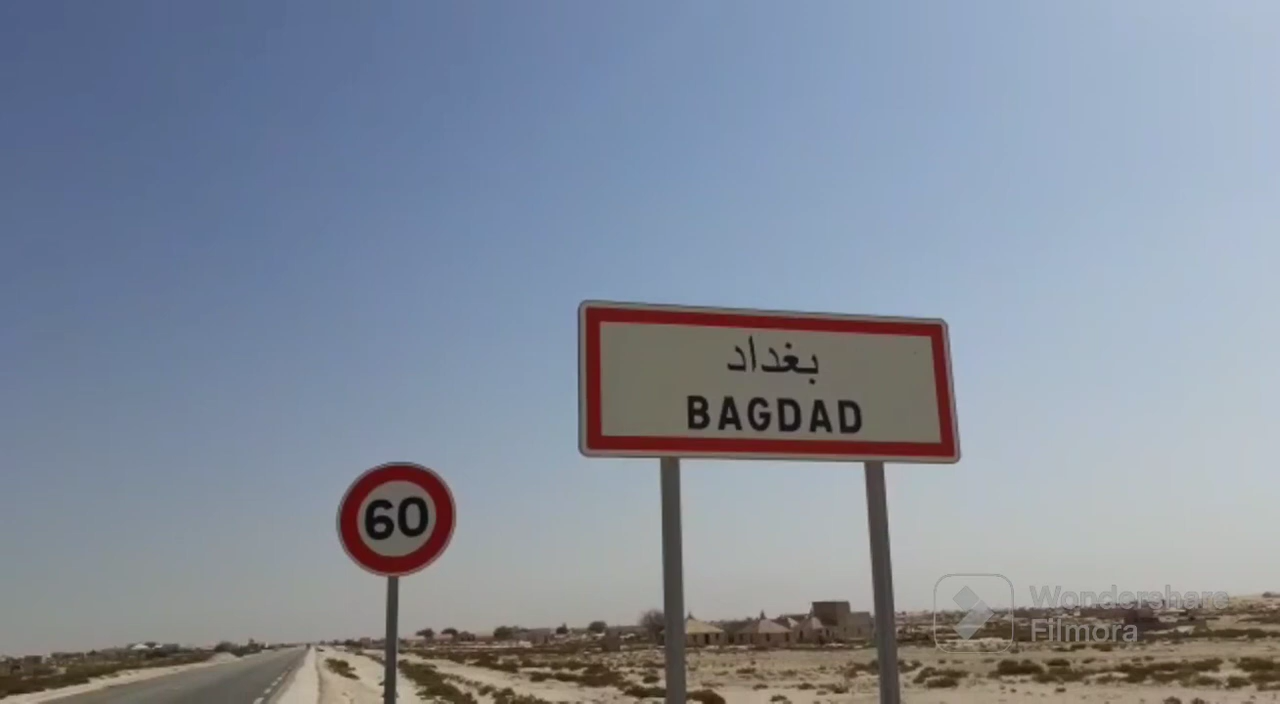 بغداد
BAGDAD
60
Wondershare
Filmora